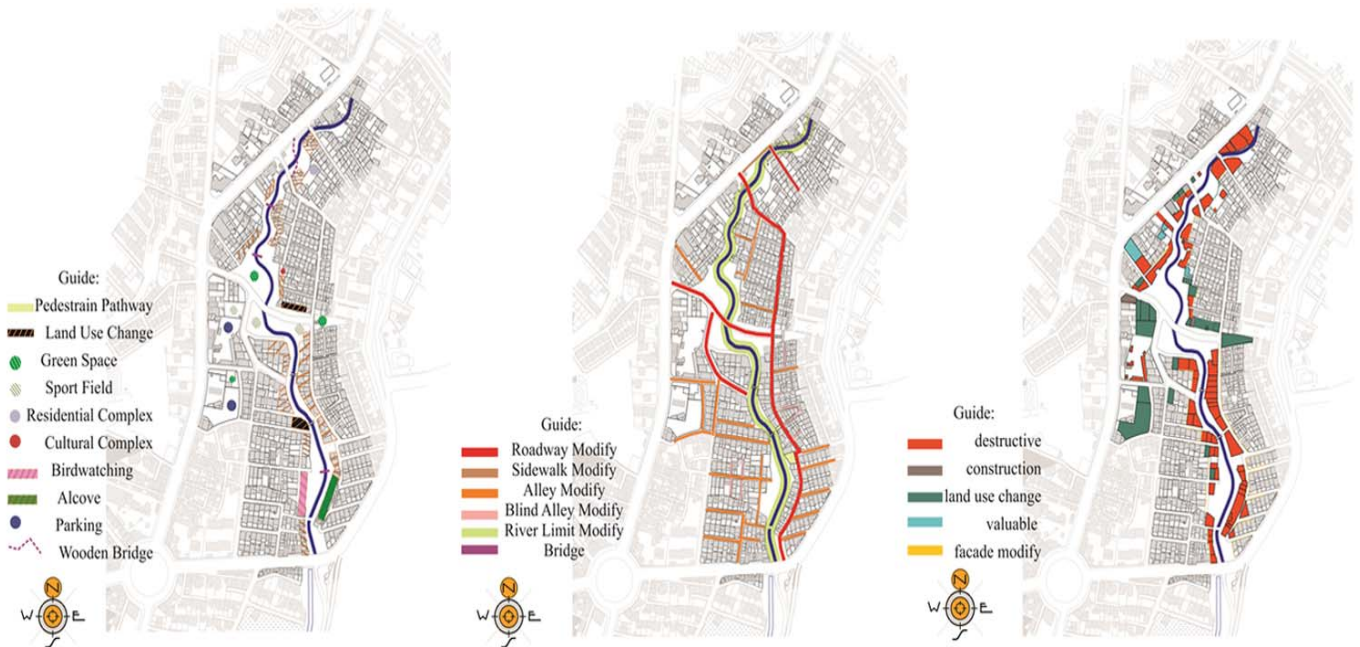 Guide:
Pedestrain Pathway
Land Use Change
Green Space
Sport Field
Residential Complex
Cultural Complex
Birdwatching
Alcove
Parking
Wooden Bridge
N
W E
S
Guide:
Roadway Modify
Sidewalk Modify
Alley Modify
Blind Alley Modify
River Limit Modify
Bridge
N
W E
S
Guide:
destructive
construction
land use change
valuable
facade modify
N
W E
S